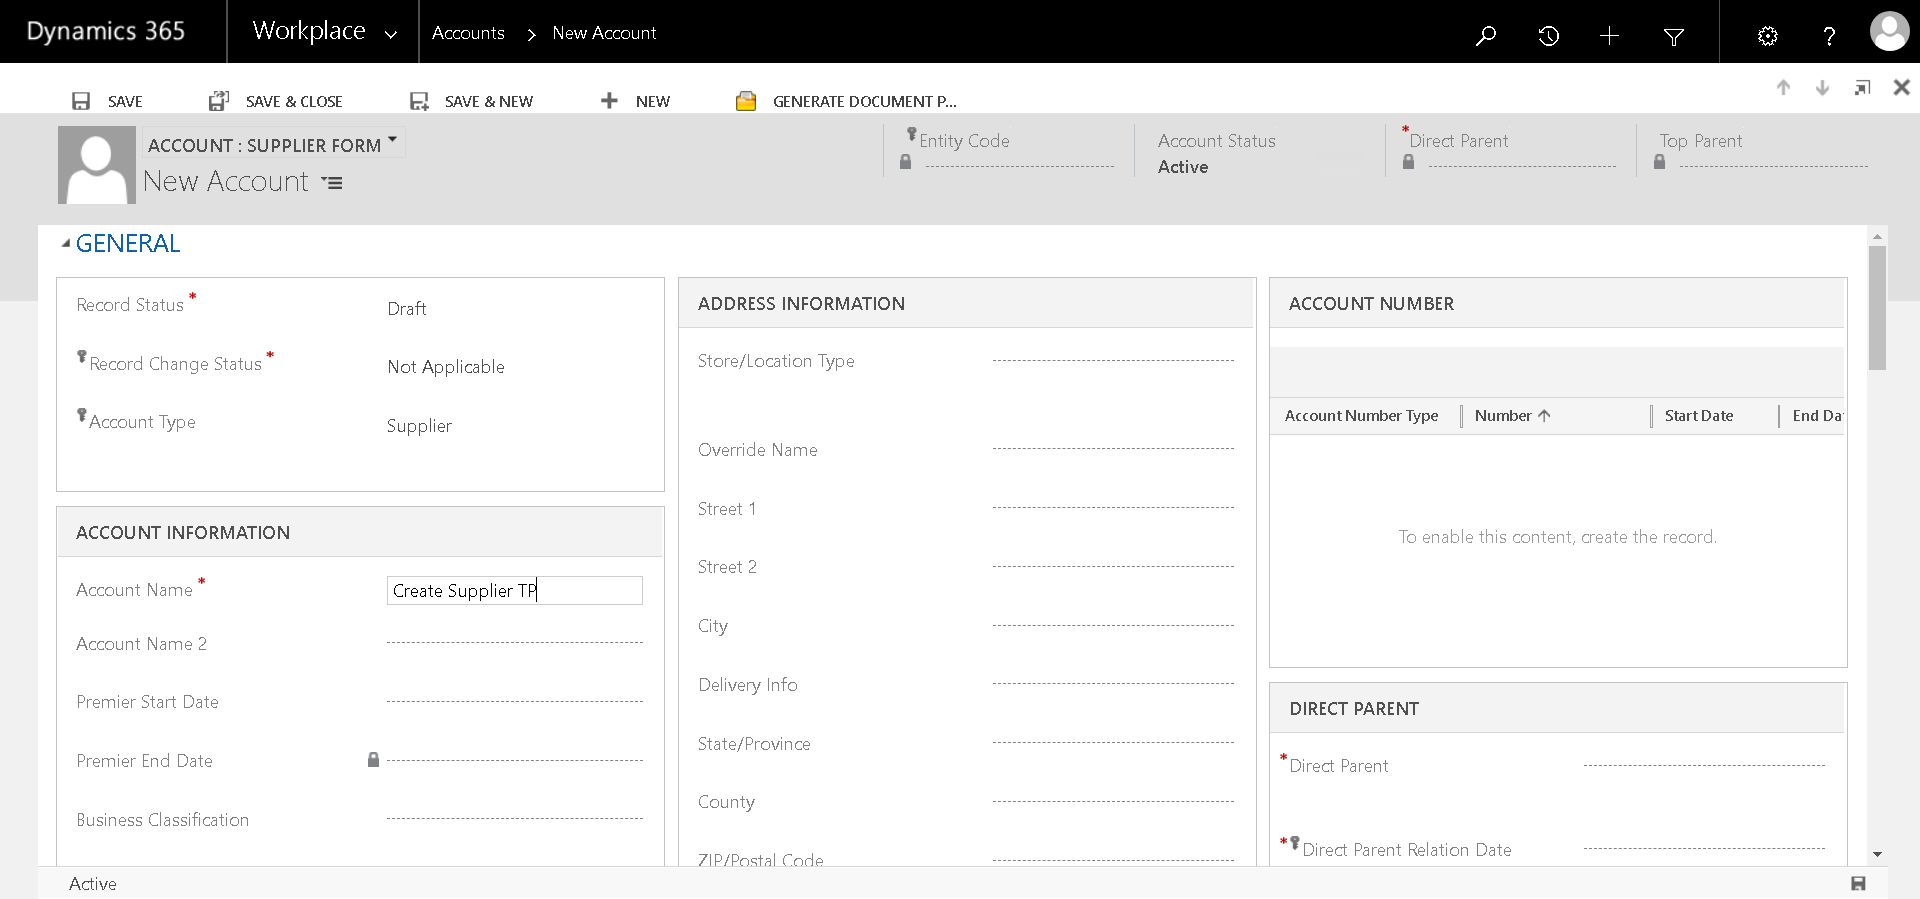 Dynamics 365
Workplace
Accounts > New Account
?
SAVE
SAVE & CLOSE
SAVE & NEW
NEW
GENERATE DOCUMENT P...
ACCOUNT : SUPPLIER FORM
New Account
Entity Code
Account Status
Active
*Direct Parent
Top Parent
GENERAL
Record Status * Draft
Record Change Status * Not Applicable
Account Type Supplier
ACCOUNT INFORMATION
Account Name * Create Supplier TP
Account Name 2
Premier Start Date
Premier End Date
Business Classification
ADDRESS INFORMATION
Store/Location Type
Override Name
Street 1
Street 2
City
Delivery Info
State/Province
County
ZIP/Postal Code
ACCOUNT NUMBER
Account Number Type Number Start Date End Da
To enable this content, create the record.
DIRECT PARENT
*Direct Parent
*Direct Parent Relation Date
Active